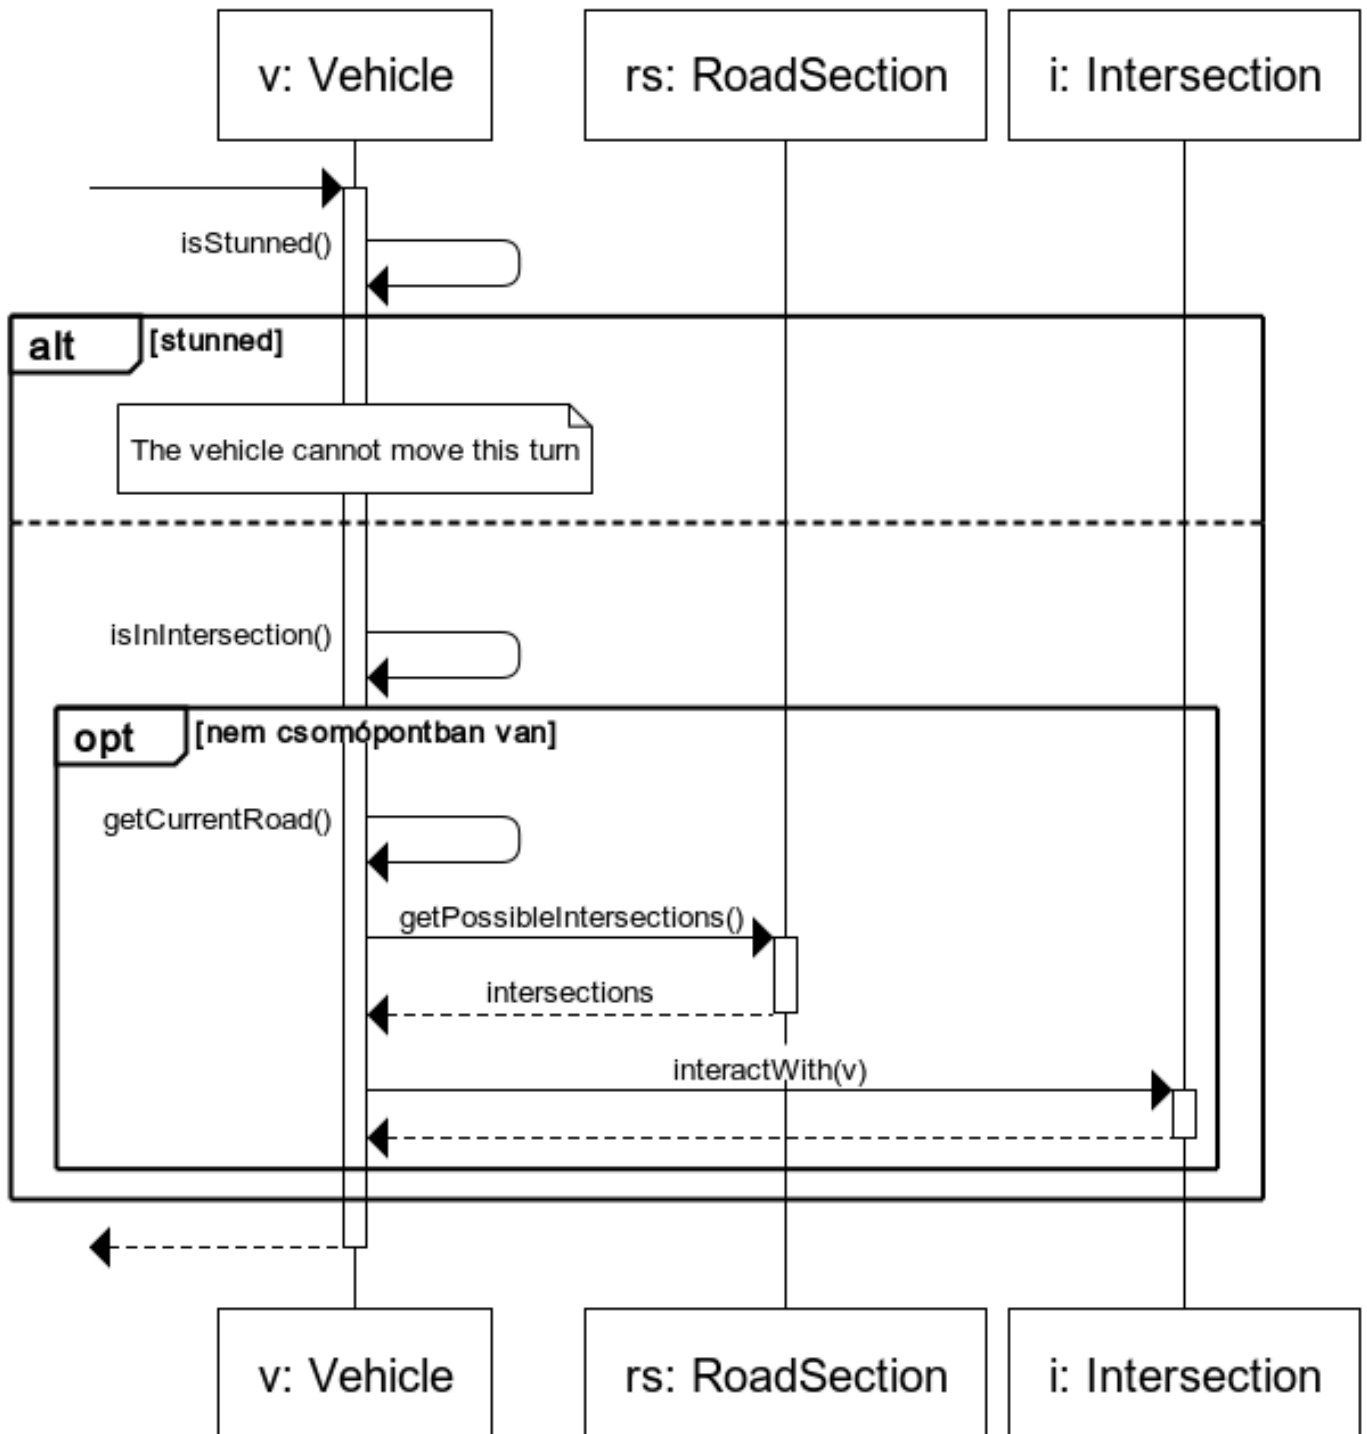 v: Vehicle
rs: RoadSection
i: Intersection
isStunned()
alt
[stunned]
The vehicle cannot move this turn
isInIntersection()
opt
[nem csomópontban van]
getCurrentRoad()
getPossibleIntersections()
intersections
interactWith(v)
v: Vehicle
rs: RoadSection
i: Intersection